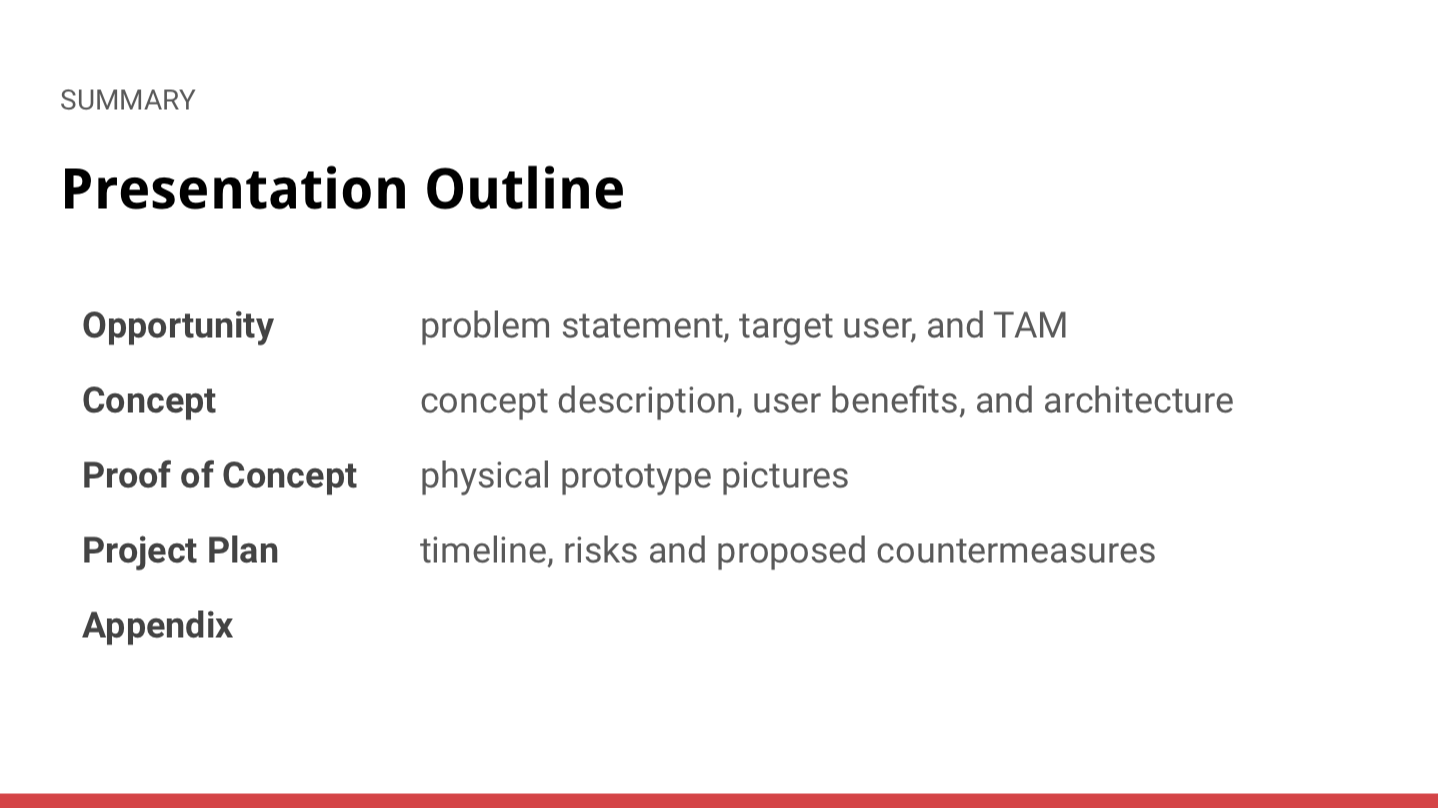 SUMMARY
Presentation Outline
Opportunity problem statement, target user, and TAM
Concept concept description, user benefits, and architecture
Proof of Concept physical prototype pictures
Project Plan timeline, risks and proposed countermeasures
Appendix